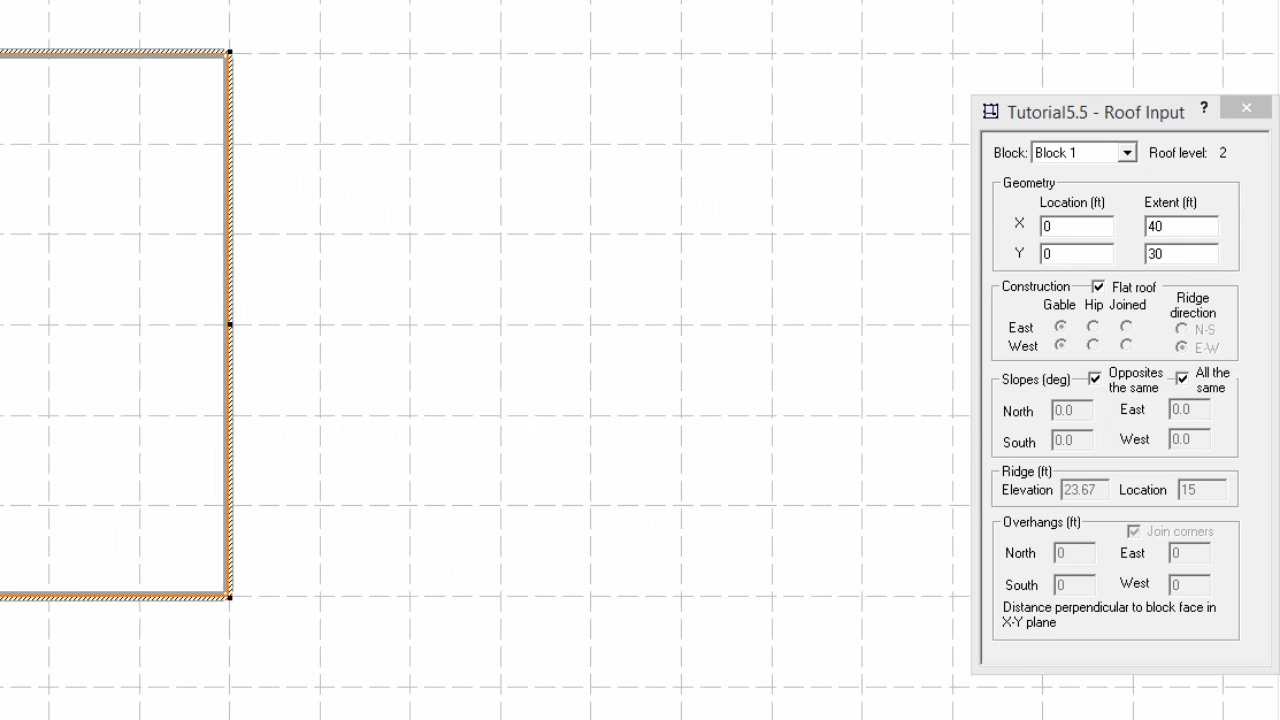 Tutorial5.5 - Roof Input ? ×
Block: Block 1 Roof level: 2
Geometry
Location (ft) Extent (ft)
X 0 40
Y 0 30
Construction Flat roof
Gable Hip Joined Ridge direction
East N-S
West E-W
Slopes (deg) Opposites the same All the same
North 0.0 East 0.0
South 0.0 West 0.0
Ridge (ft)
Elevation 23.67 Location 15
Overhangs (ft)
Join corners
North 0 East 0
South 0 West 0
Distance perpendicular to block face in
X-Y plane